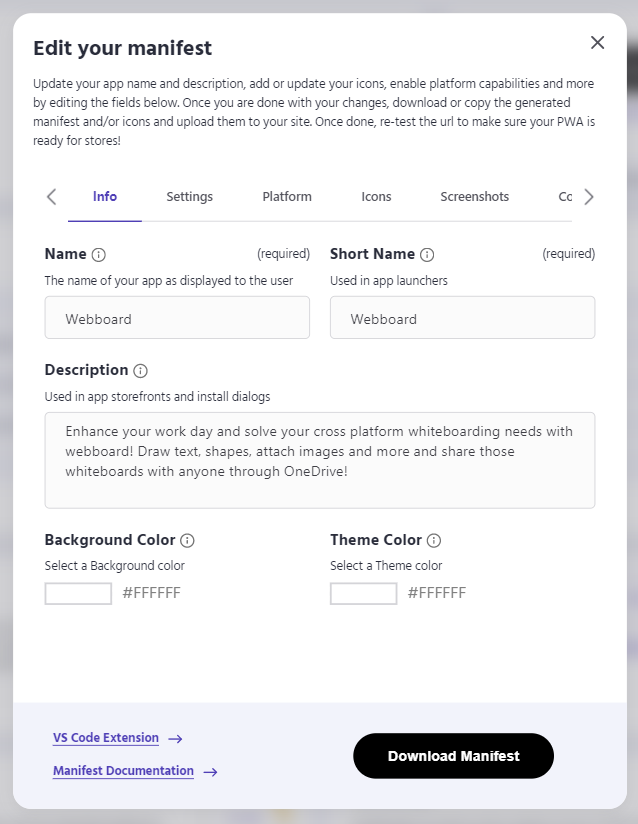 Edit your manifest
Update your app name and description, add or update your icons, enable platform capabilities and more
by editing the fields below. Once you are done with your changes, download or copy the generated
manifest and/or icons and upload them to your site. Once done, re-test the url to make sure your PWA is
ready for stores!
Info Settings Platform Icons Screenshots Co
Name (required) Short Name (required)
The name of your app as displayed to the user Used in app launchers
Webboard Webboard
Description
Used in app storefronts and install dialogs
Enhance your work day and solve your cross platform whiteboarding needs with
webboard! Draw text, shapes, attach images and more and share those
whiteboards with anyone through OneDrive!
Background Color Theme Color
Select a Background color Select a Theme color
#FFFFFF #FFFFFF
VS Code Extension
Manifest Documentation
Download Manifest